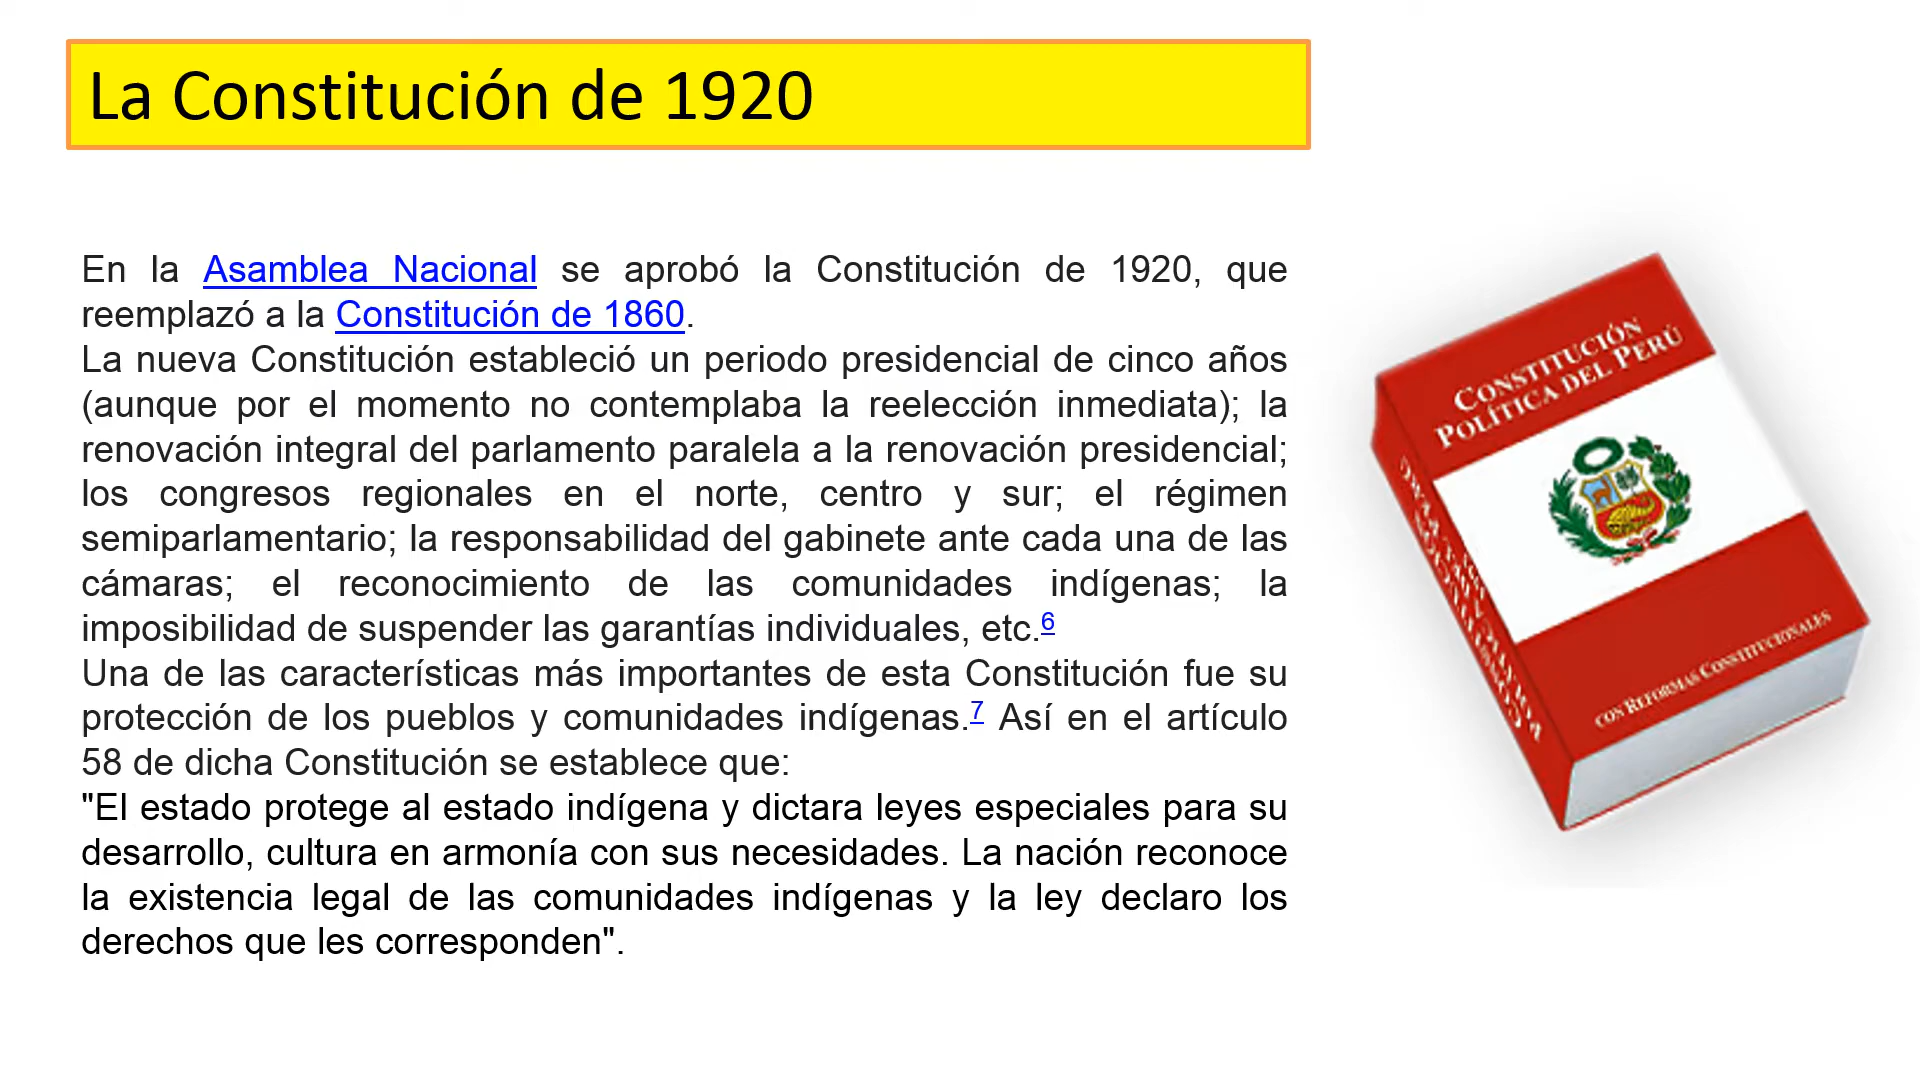 La Constitución de 1920
En la Asamblea Nacional se aprobó la Constitución de 1920, que
reemplazó a la Constitución de 1860.
La nueva Constitución estableció un periodo presidencial de cinco años
(aunque por el momento no contemplaba la reelección inmediata); la
renovación integral del parlamento paralela a la renovación presidencial;
los congresos regionales en el norte, centro y sur; el régimen
semiparlamentario; la responsabilidad del gabinete ante cada una de las
cámaras; el reconocimiento de las comunidades indígenas; la
imposibilidad de suspender las garantías individuales, etc.6
Una de las características más importantes de esta Constitución fue su
protección de los pueblos y comunidades indígenas.7 Así en el artículo
58 de dicha Constitución se establece que:
"El estado protege al estado indígena y dictara leyes especiales para su
desarrollo, cultura en armonía con sus necesidades. La nación reconoce
la existencia legal de las comunidades indígenas y la ley declaro los
derechos que les corresponden".
CONSTITUCIÓN
POLÍTICA DEL PERÚ
CON REFORMAS CONSTITUCIONALES